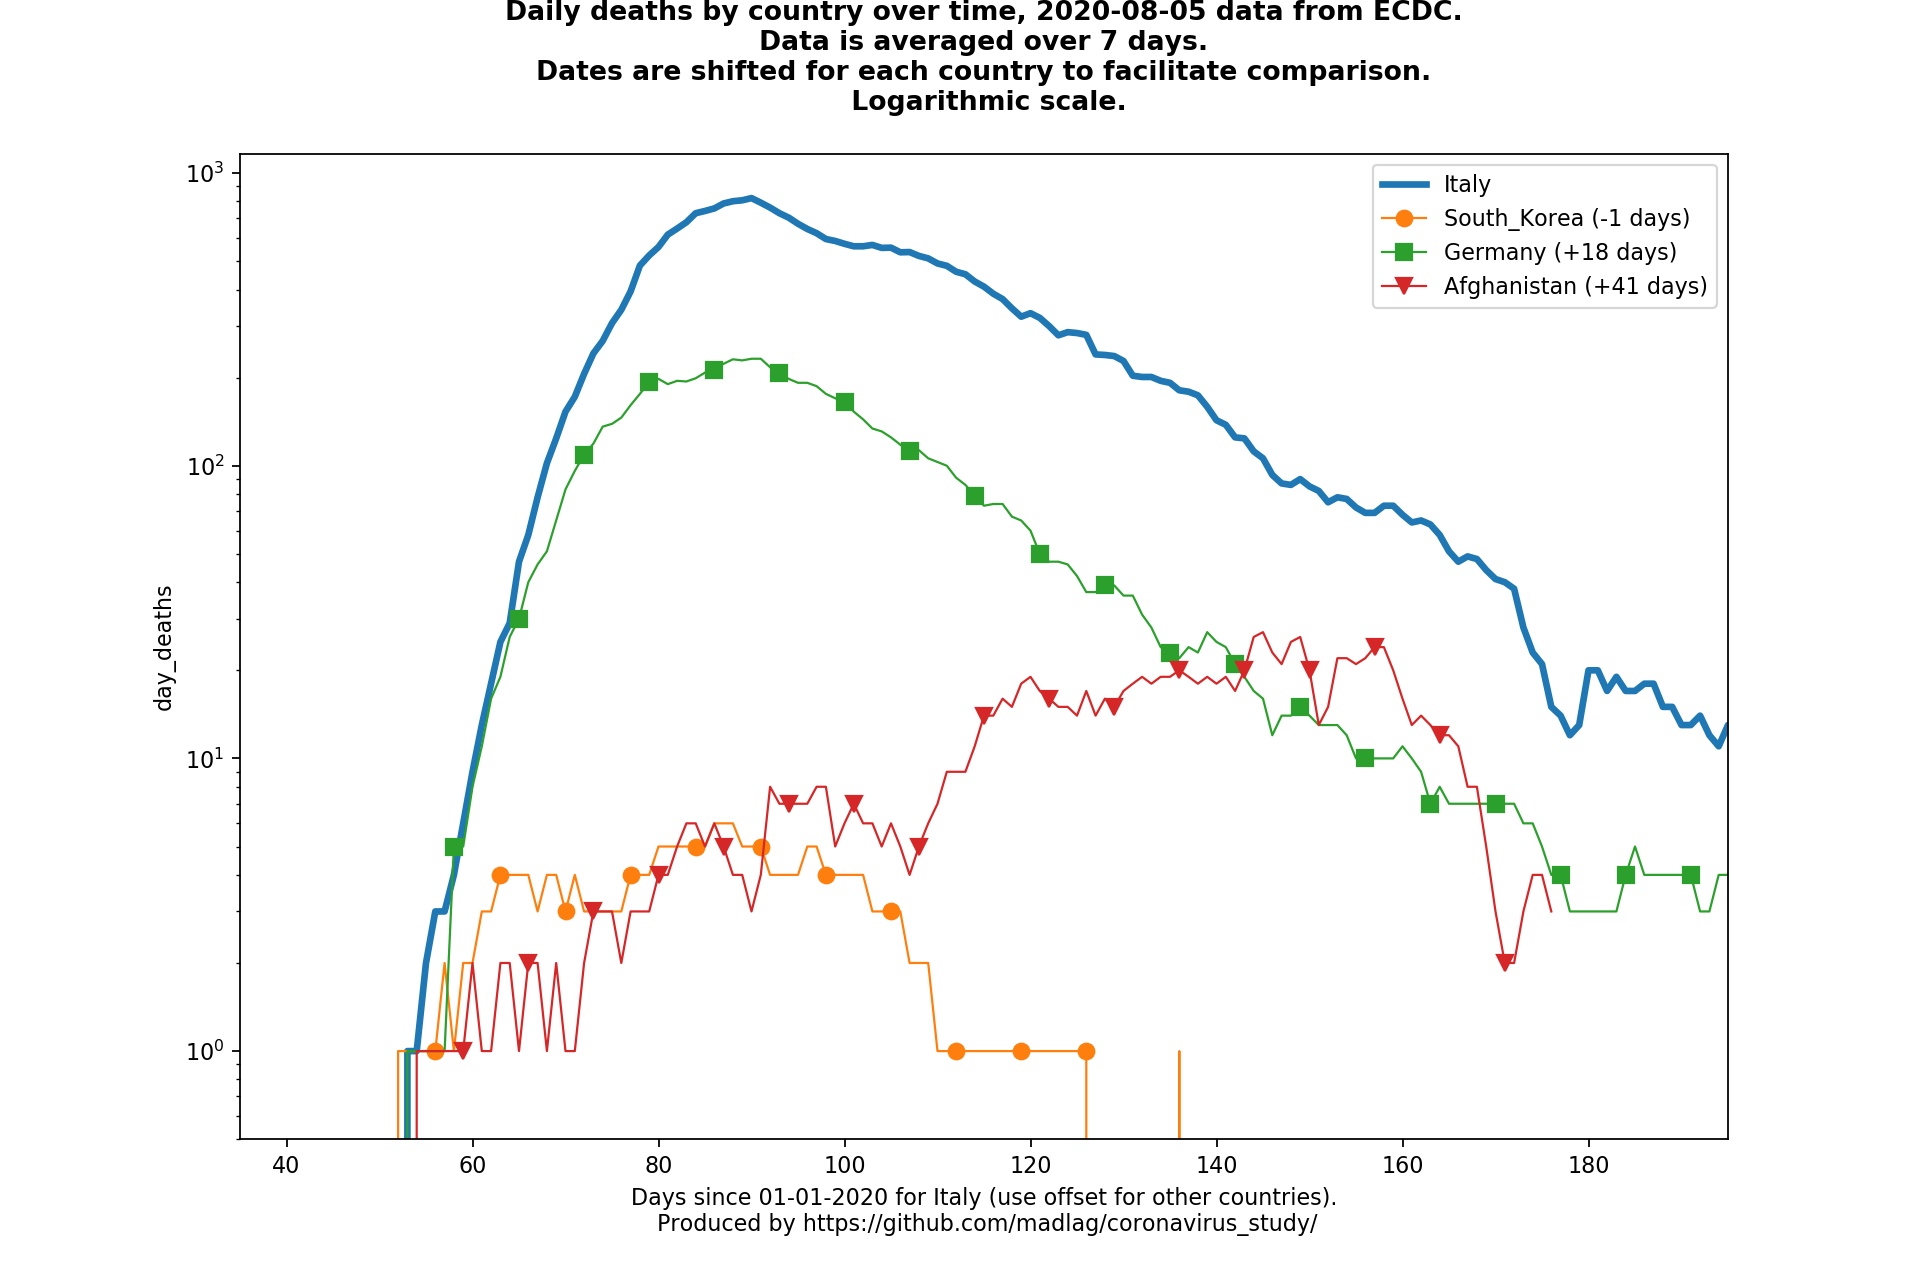 Daily deaths by country over time, 2020-08-05 data from ECDC.
Data is averaged over 7 days.
Dates are shifted for each country to facilitate comparison.
Logarithmic scale.
10³
10²
10¹
10⁰
day_deaths
Italy
South_Korea (-1 days)
Germany (+18 days)
Afghanistan (+41 days)
40 60 80 100 120 140 160 180
Days since 01-01-2020 for Italy (use offset for other countries).
Produced by https://github.com/madlag/coronavirus_study/